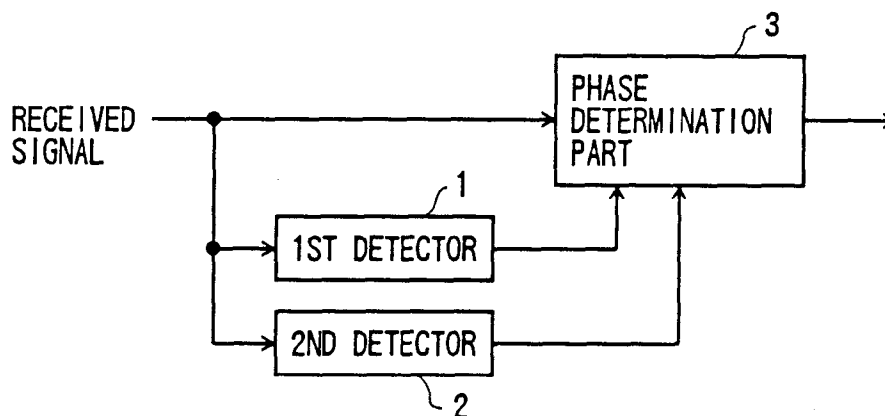 3
PHASE
DETERMINATION
PART
RECEIVED
SIGNAL
1
1ST DETECTOR
2ND DETECTOR
2